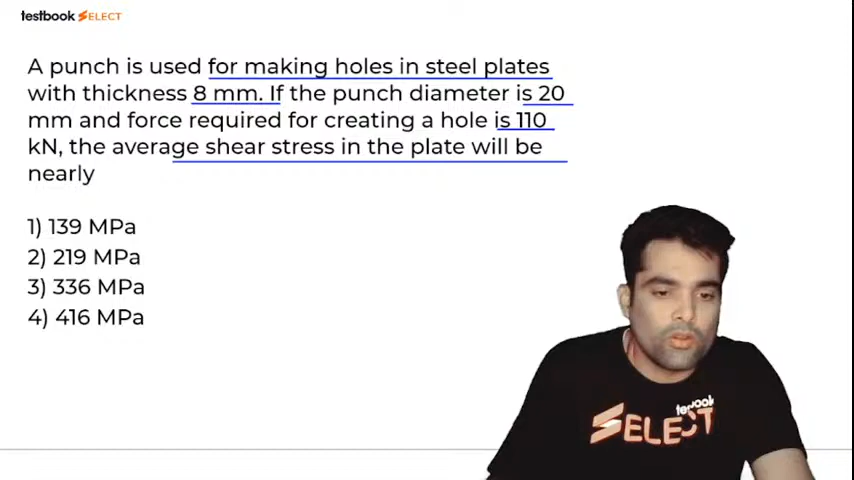 testbook SELECT
A punch is used for making holes in steel plates
with thickness 8 mm. If the punch diameter is 20
mm and force required for creating a hole is 110
kN, the average shear stress in the plate will be
nearly
1) 139 MPa
2) 219 MPa
3) 336 MPa
4) 416 MPa
testbook
SELECT